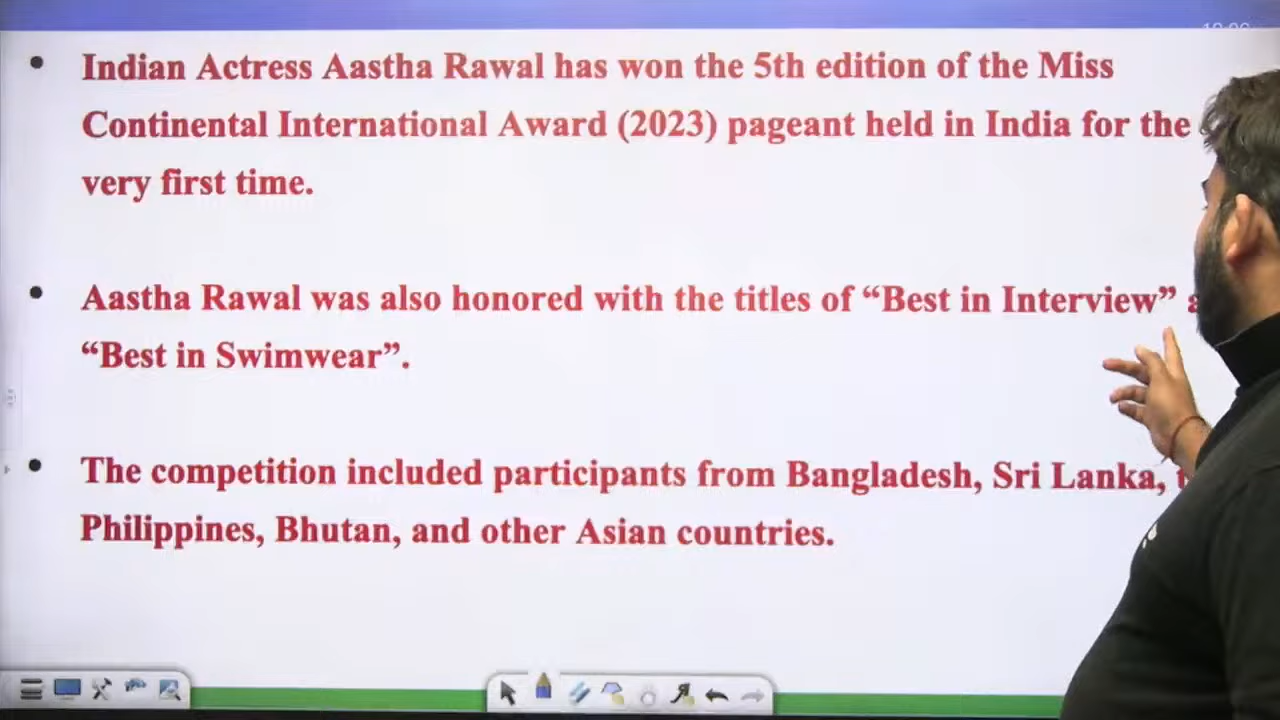 Indian Actress Aastha Rawal has won the 5th edition of the Miss
Continental International Award (2023) pageant held in India for the
very first time.
Aastha Rawal was also honored with the titles of “Best in Interview”
“Best in Swimwear”.
The competition included participants from Bangladesh, Sri Lanka,
Philippines, Bhutan, and other Asian countries.